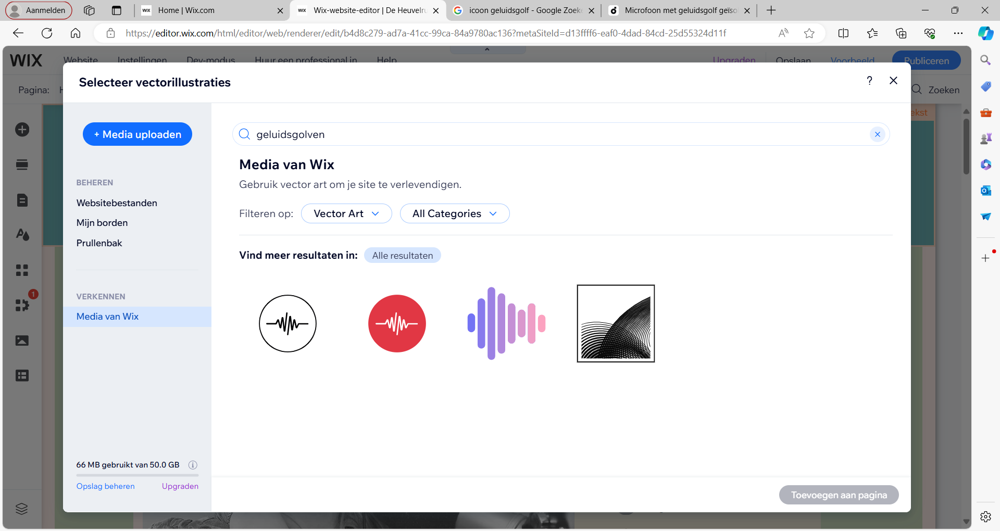 Aanmelden
Home | Wix.com
Wix-website-editor | De Heuvelru
icoon geluidsgolf - Google Zoeke
Microfoon met geluidsgolf geïso
https://editor.wix.com/html/editor/web/renderer/edit/b4d8c279-ad7a-41cc-99ca-84a9780ac136?metaSiteId=d13ffff6-eaf0-4dad-84cd-25d55324d11f
WIX
Website
Instellingen
Dev-modus
Huur een professional in
Help
Upgraden
Opslaan
Voorbeeld
Publiceren
Pagina: H
Zoeken
ekst
Selecteer vectorillustraties
?
+ Media uploaden
geluidsgolven
Media van Wix
Gebruik vector art om je site te verlevendigen.
BEHEREN
Websitebestanden
Mijn borden
Prullenbak
Filteren op:
Vector Art
All Categories
Vind meer resultaten in:
Alle resultaten
1
VERKENNEN
Media van Wix
66 MB gebruikt van 50.0 GB
Opslag beheren
Upgraden
Toevoegen aan pagina